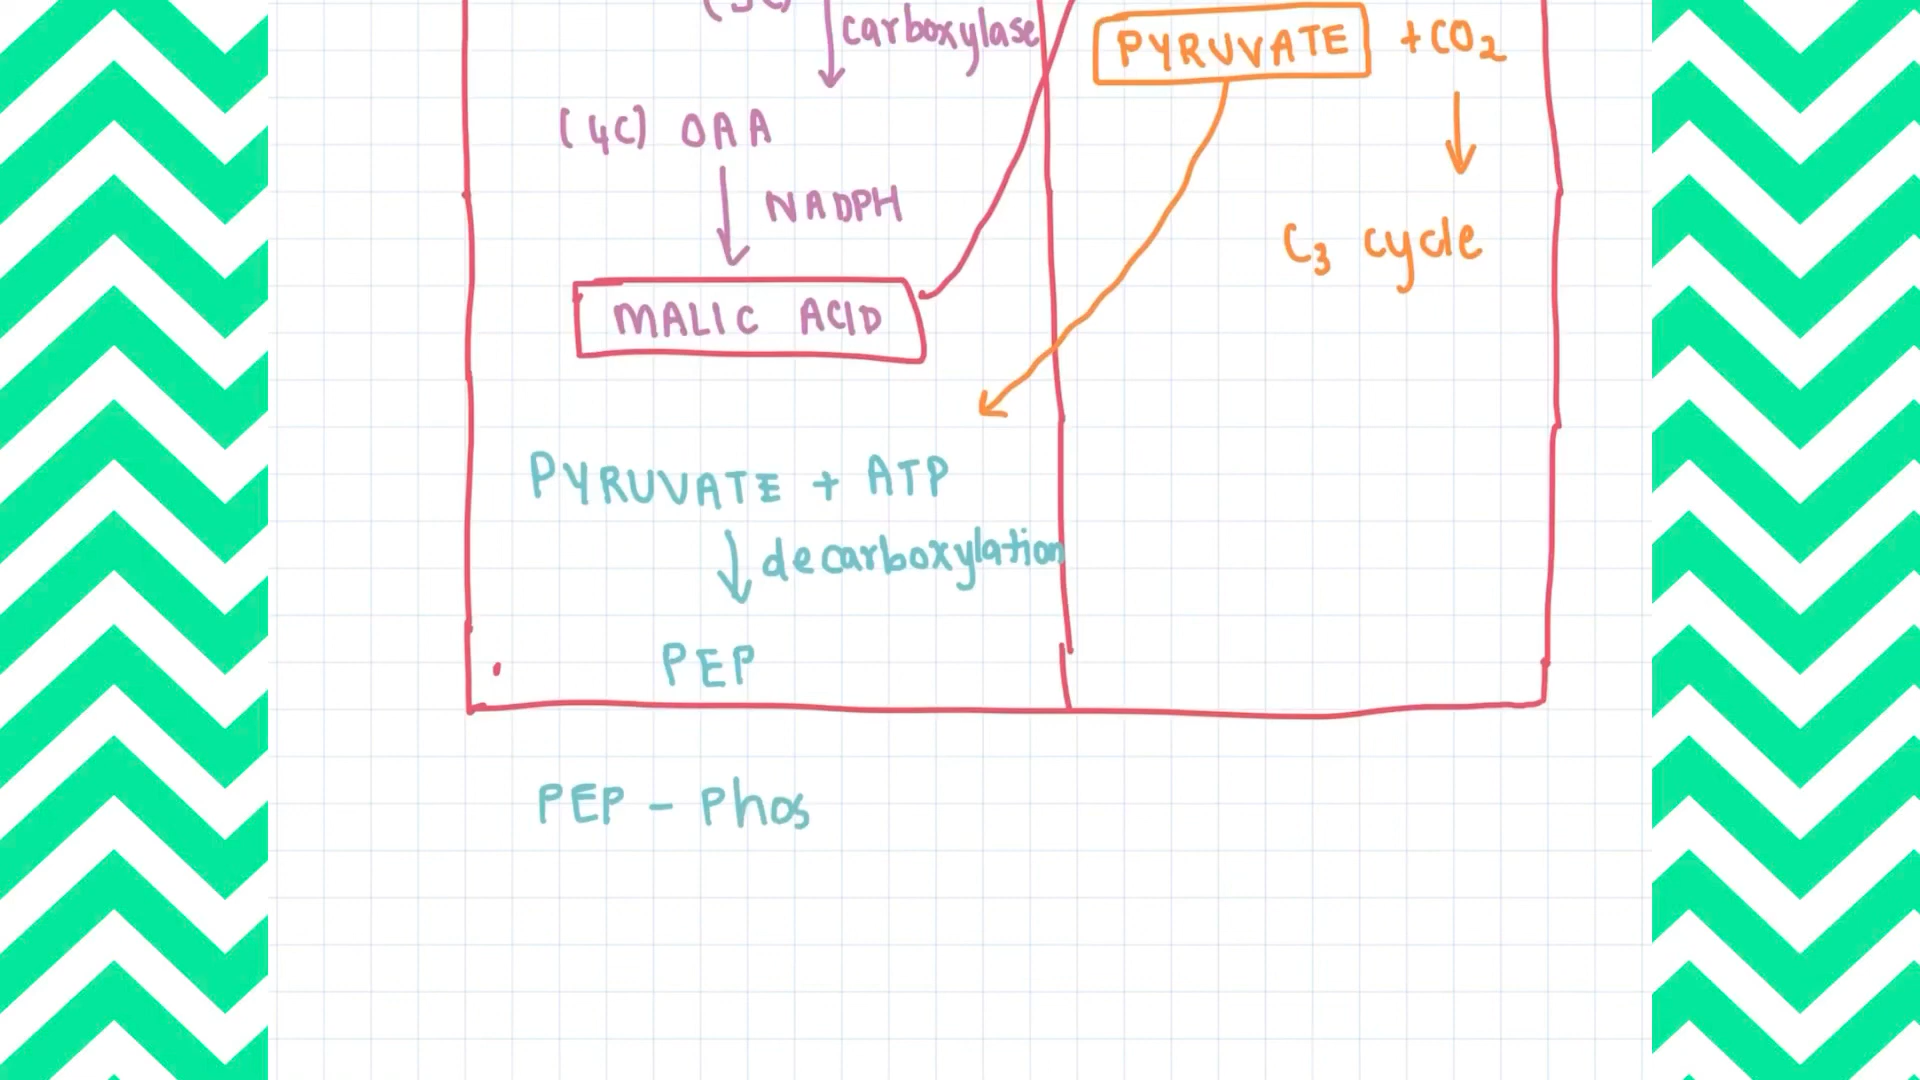 carboxylase
(4C) OAA
NADPH
MALIC ACID
PYRUVATE + ATP
decarboxylation
PEP
PYRUVATE + CO2
C3 cycle
PEP - Phos